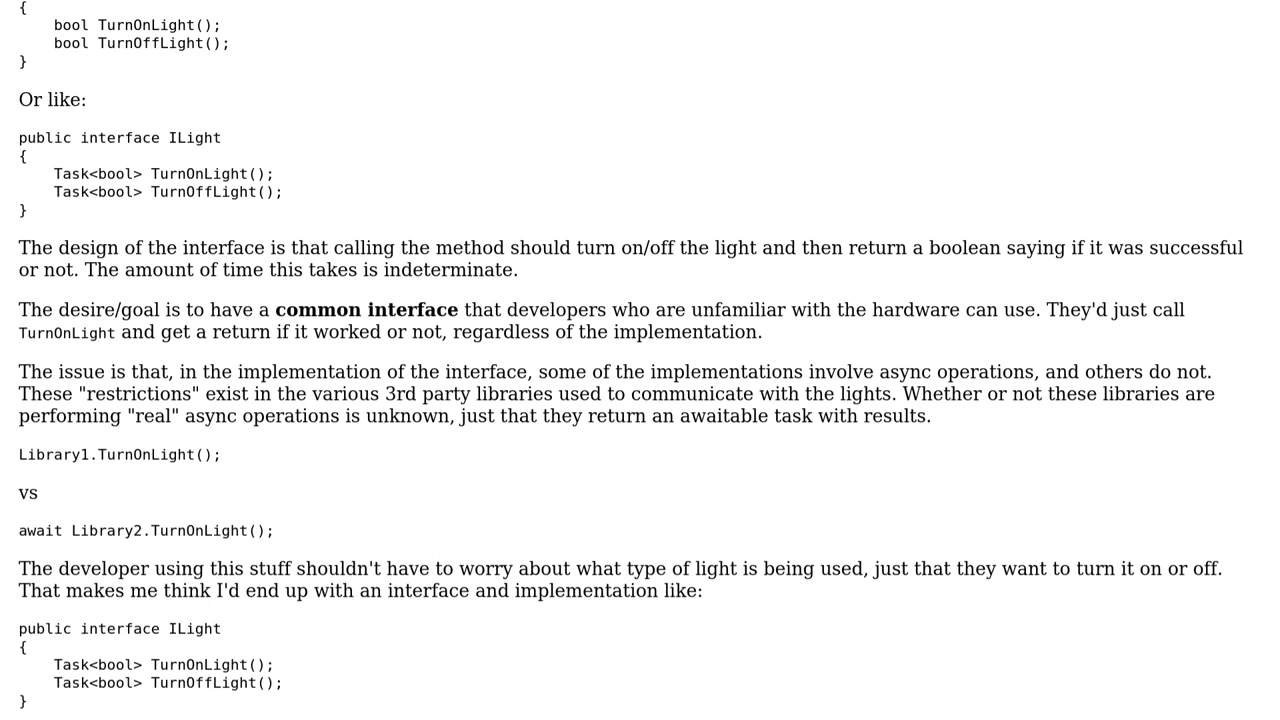 {
    bool TurnOnLight();
    bool TurnOffLight();
}
Or like:
public interface ILight
{
    Task<bool> TurnOnLight();
    Task<bool> TurnOffLight();
}
The design of the interface is that calling the method should turn on/off the light and then return a boolean saying if it was successful
or not. The amount of time this takes is indeterminate.
The desire/goal is to have a common interface that developers who are unfamiliar with the hardware can use. They'd just call
TurnOnLight and get a return if it worked or not, regardless of the implementation.
The issue is that, in the implementation of the interface, some of the implementations involve async operations, and others do not.
These "restrictions" exist in the various 3rd party libraries used to communicate with the lights. Whether or not these libraries are
performing "real" async operations is unknown, just that they return an awaitable task with results.
Library1.TurnOnLight();
vs
await Library2.TurnOnLight();
The developer using this stuff shouldn't have to worry about what type of light is being used, just that they want to turn it on or off.
That makes me think I'd end up with an interface and implementation like:
public interface ILight
{
    Task<bool> TurnOnLight();
    Task<bool> TurnOffLight();
}